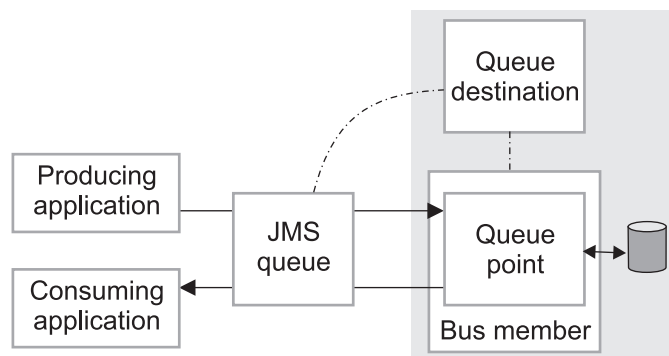 Queue
destination
Producing
application
JMS
queue
Queue
point
Consuming
application
Bus member